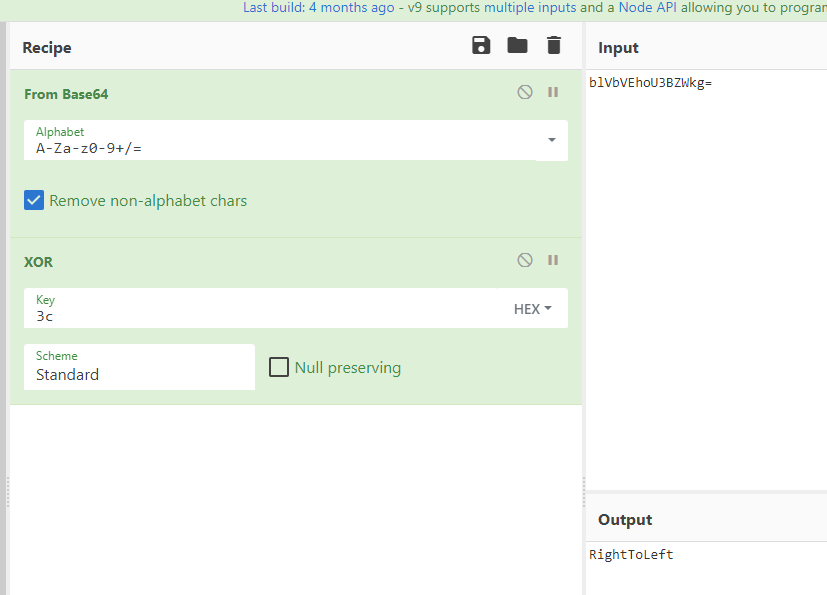 Last build: 4 months ago - v9 supports multiple inputs and a Node API allowing you to program
Recipe
From Base64
Alphabet
A-Za-z0-9+/=
Remove non-alphabet chars
XOR
Key
3c
HEX
Scheme
Standard
Null preserving
Input
blVbVEhoU3BZWkg=
Output
RightToLeft